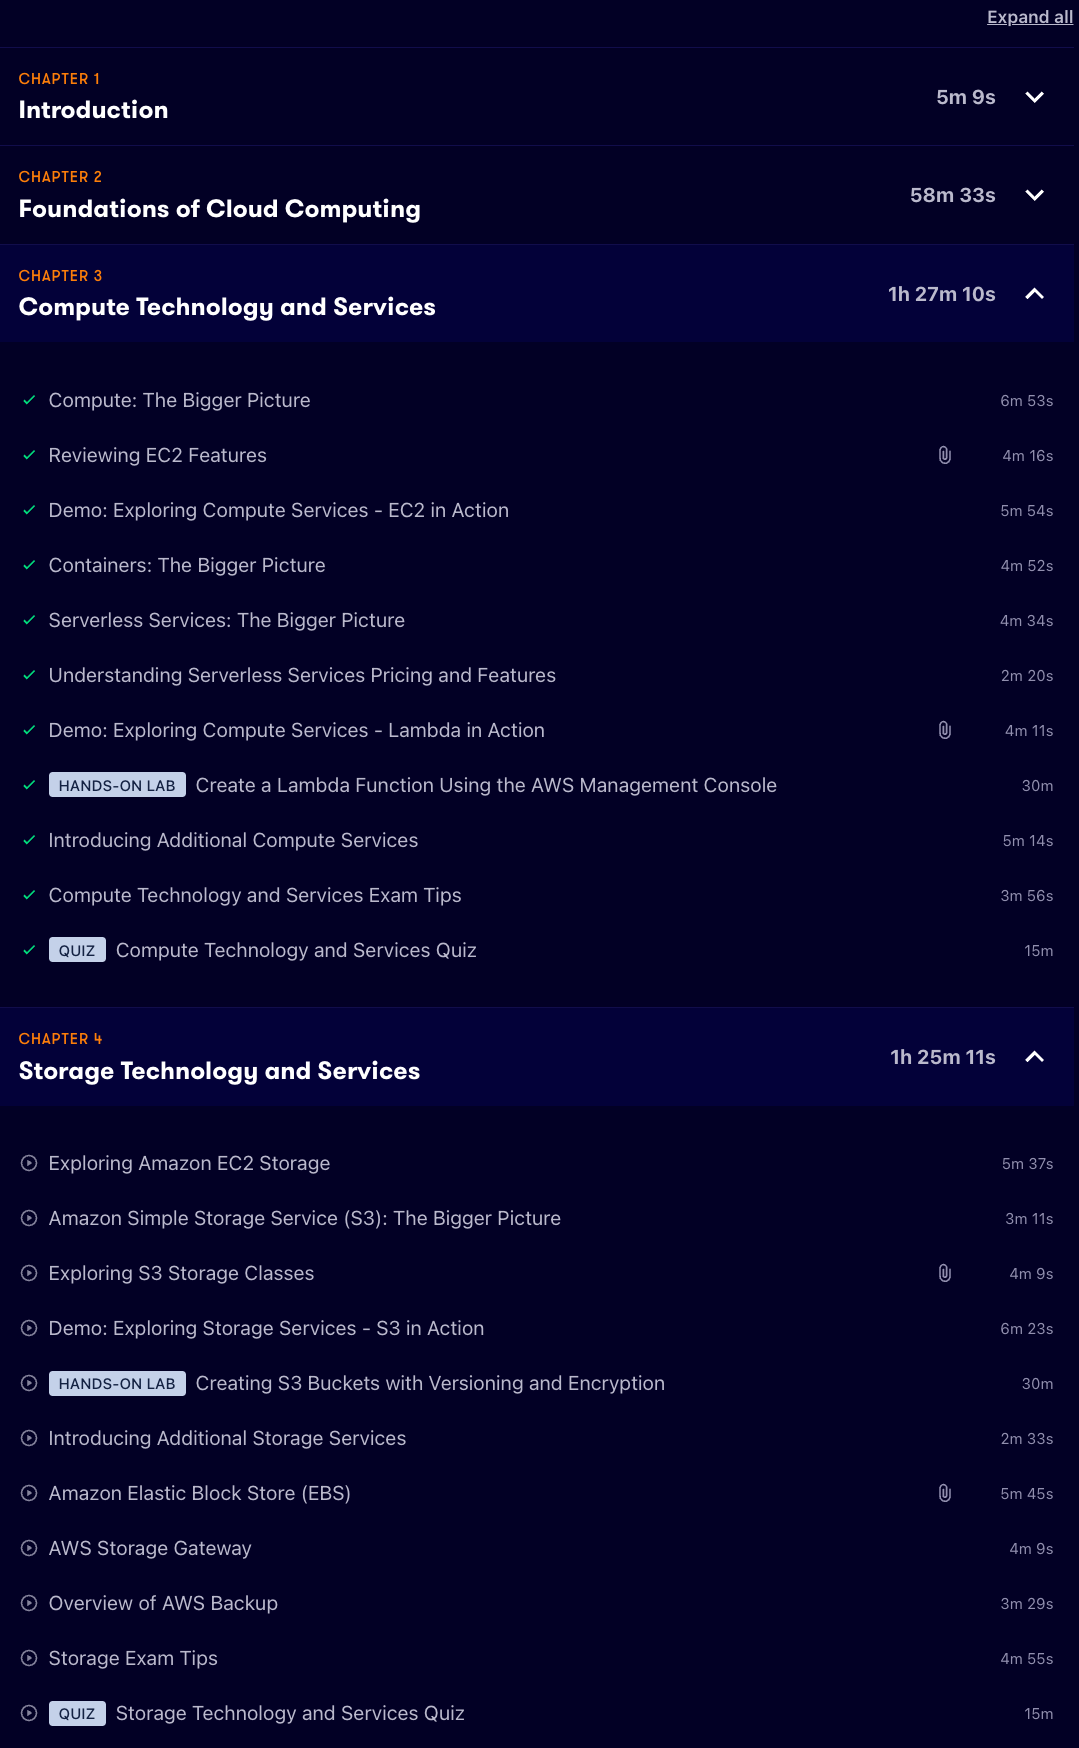 Expand all
CHAPTER 1
Introduction
5m 9s
CHAPTER 2
Foundations of Cloud Computing
58m 33s
CHAPTER 3
Compute Technology and Services
1h 27m 10s
Compute: The Bigger Picture 6m 53s
Reviewing EC2 Features 4m 16s
Demo: Exploring Compute Services - EC2 in Action 5m 54s
Containers: The Bigger Picture 4m 52s
Serverless Services: The Bigger Picture 4m 34s
Understanding Serverless Services Pricing and Features 2m 20s
Demo: Exploring Compute Services - Lambda in Action 4m 11s
HANDS-ON LAB Create a Lambda Function Using the AWS Management Console 30m
Introducing Additional Compute Services 5m 14s
Compute Technology and Services Exam Tips 3m 56s
QUIZ Compute Technology and Services Quiz 15m
CHAPTER 4
Storage Technology and Services
1h 25m 11s
Exploring Amazon EC2 Storage 5m 37s
Amazon Simple Storage Service (S3): The Bigger Picture 3m 11s
Exploring S3 Storage Classes 4m 9s
Demo: Exploring Storage Services - S3 in Action 6m 23s
HANDS-ON LAB Creating S3 Buckets with Versioning and Encryption 30m
Introducing Additional Storage Services 2m 33s
Amazon Elastic Block Store (EBS) 5m 45s
AWS Storage Gateway 4m 9s
Overview of AWS Backup 3m 29s
Storage Exam Tips 4m 55s
QUIZ Storage Technology and Services Quiz 15m